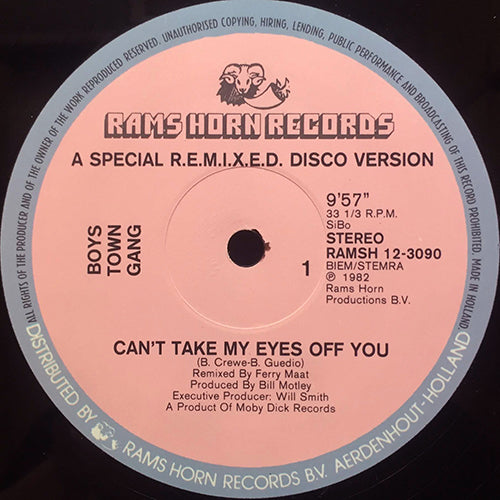 ALL RIGHTS OF THE PRODUCER AND OF THE OWNER OF THE WORK REPRODUCED RESERVED. UNAUTHORISED COPYING, HIRING, LENDING, PUBLIC PERFORMANCE AND BROADCASTING OF THIS RECORD PROHIBITED. MADE IN HOLLAND.
RAMS HORN RECORDS
A SPECIAL R.E.M.I.X.E.D. DISCO VERSION
BOYS
TOWN
GANG
1
9'57"
33 1/3 R.P.M.
SiBo
STEREO
RAMSH 12-3090
BIEM/STEMRA
℗ 1982
Rams Horn
Productions B.V.
CAN'T TAKE MY EYES OFF YOU
(B. Crewe-B. Guedio)
Remixed by Ferry Maat
Produced By Bill Motley
Executive Producer: Will Smith
A Product Of Moby Dick Records
DISTRIBUTED BY RAMS HORN RECORDS B.V. AERDENHOUT-HOLLAND